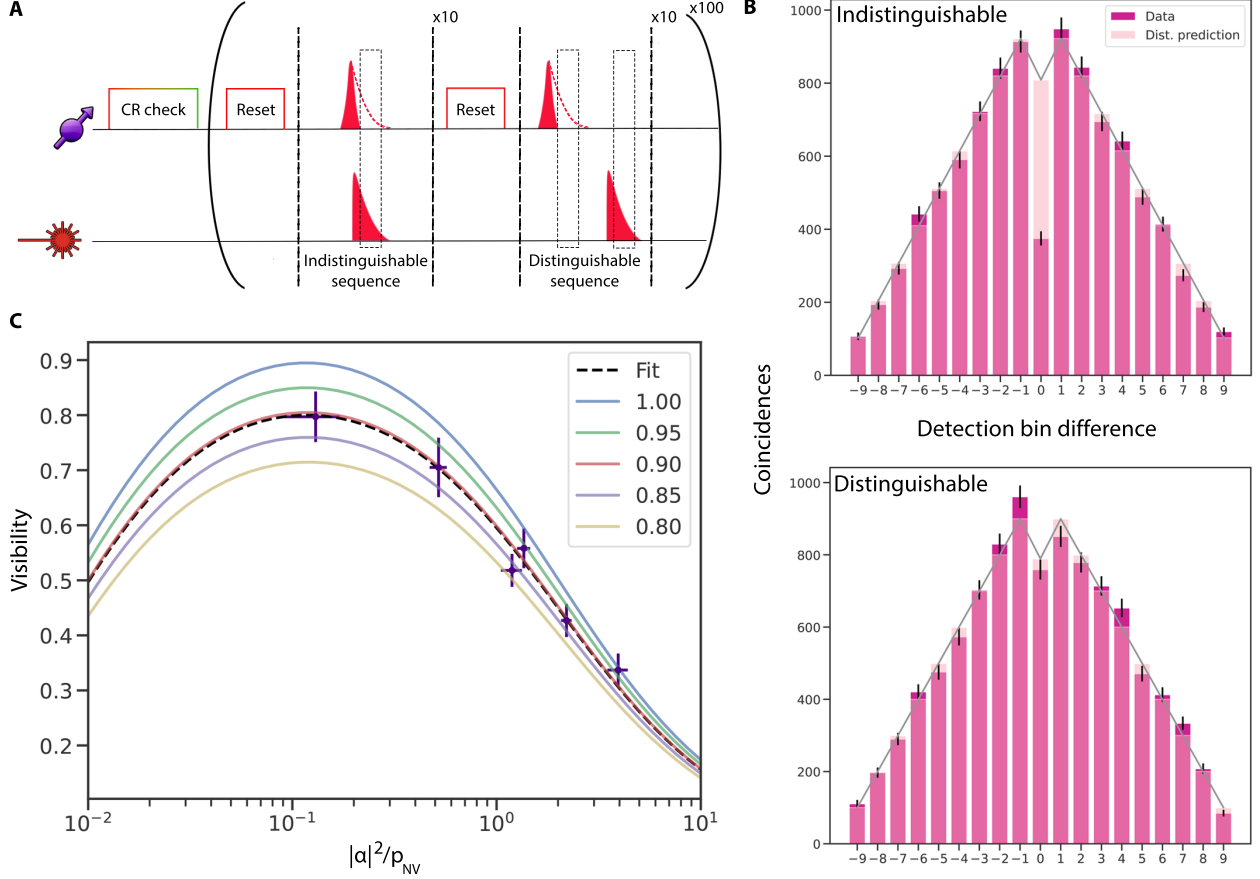 A
x10
x10
x100
CR check
Reset
Reset
Indistinguishable
sequence
Distinguishable
sequence
B
Coincidences
Indistinguishable
Data
Dist. prediction
1000
800
600
400
200
0
−9 −8 −7 −6 −5 −4 −3 −2 −1 0 1 2 3 4 5 6 7 8 9
Detection bin difference
Distinguishable
1000
800
600
400
200
0
−9 −8 −7 −6 −5 −4 −3 −2 −1 0 1 2 3 4 5 6 7 8 9
C
Visibility
0.9
0.8
0.7
0.6
0.5
0.4
0.3
0.2
Fit
1.00
0.95
0.90
0.85
0.80
10⁻² 10⁻¹ 10⁰ 10¹
|α|²/p_NV